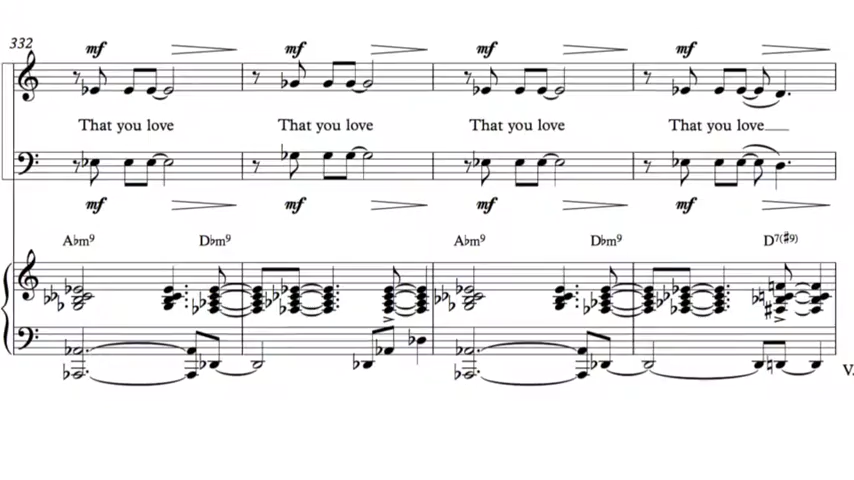 332
mf mf mf mf
That you love That you love That you love That you love
mf mf mf mf
A♭m9 D♭m9 A♭m9 D♭m9 D7(♯9)
V.